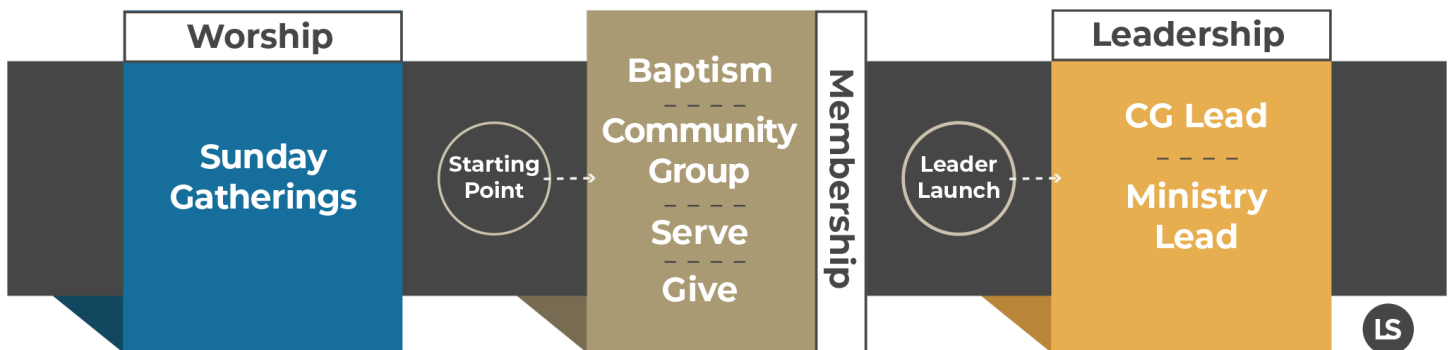 Worship
Sunday
Gatherings
Starting
Point
Baptism
Community
Group
Serve
Give
Membership
Leader
Launch
Leadership
CG Lead
Ministry
Lead
LS